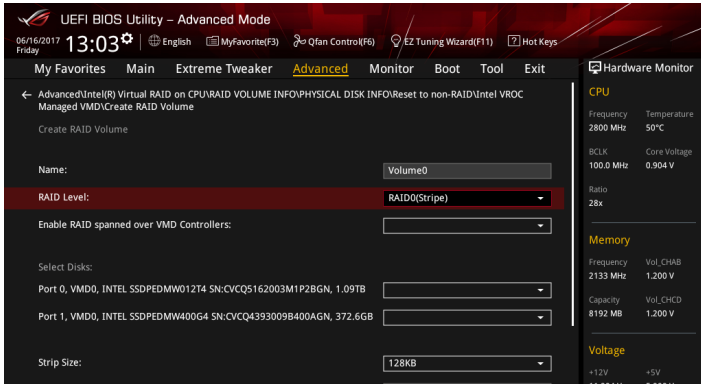 UEFI BIOS Utility – Advanced Mode
06/16/2017 Friday 13:03 English MyFavorite(F3) Qfan Control(F6) EZ Tuning Wizard(F11) Hot Keys
My Favorites Main Extreme Tweaker Advanced Monitor Boot Tool Exit
Hardware Monitor
Advanced\Intel(R) Virtual RAID on CPU\RAID VOLUME INFO\PHYSICAL DISK INFO\Reset to non-RAID\Intel VROC
Managed VMD\Create RAID Volume
Create RAID Volume
Name: Volume0
RAID Level: RAID0(Stripe)
Enable RAID spanned over VMD Controllers:
Select Disks:
Port 0, VMD0, INTEL SSDPEDMW012T4 SN:CVCQ5162003M1P2BGN, 1.09TB
Port 1, VMD0, INTEL SSDPEDMW400G4 SN:CVCQ4393009B400AGN, 372.6GB
Strip Size: 128KB
CPU
Frequency Temperature
2800 MHz 50°C
BCLK Core Voltage
100.0 MHz 0.904 V
Ratio
28x
Memory
Frequency Vol_CHAB
2133 MHz 1.200 V
Capacity Vol_CHCD
8192 MB 1.200 V
Voltage
+12V +5V